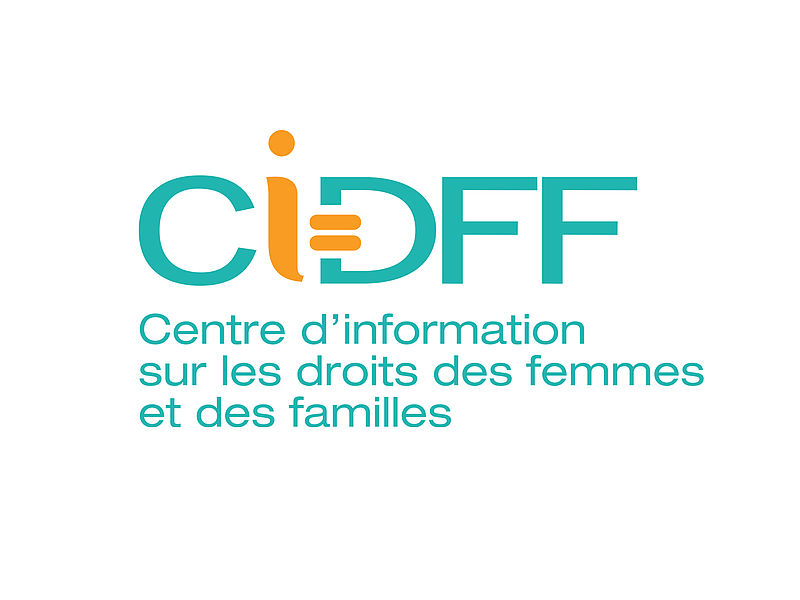 CiDFF
Centre d’information
sur les droits des femmes
et des familles